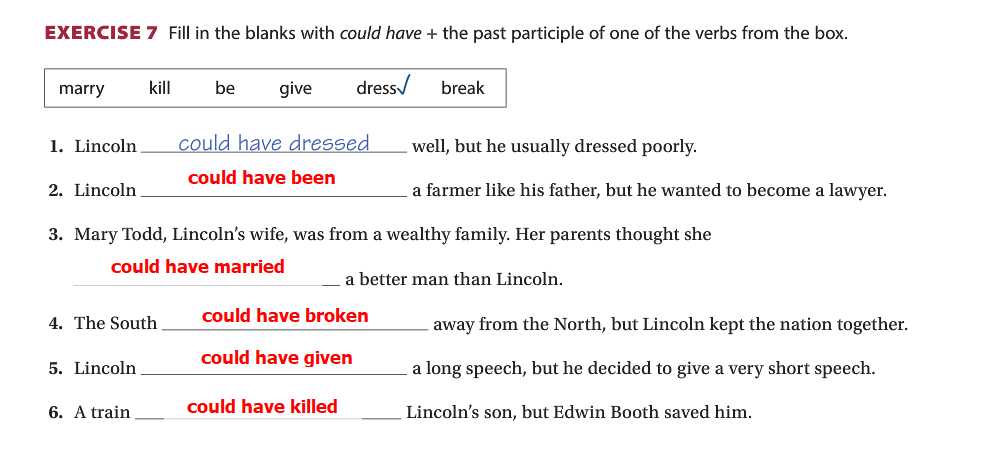 EXERCISE 7 Fill in the blanks with could have + the past participle of one of the verbs from the box.
marry kill be give dress✓ break
1. Lincoln could have dressed well, but he usually dressed poorly.
2. Lincoln could have been a farmer like his father, but he wanted to become a lawyer.
3. Mary Todd, Lincoln’s wife, was from a wealthy family. Her parents thought she
could have married a better man than Lincoln.
4. The South could have broken away from the North, but Lincoln kept the nation together.
5. Lincoln could have given a long speech, but he decided to give a very short speech.
6. A train could have killed Lincoln’s son, but Edwin Booth saved him.